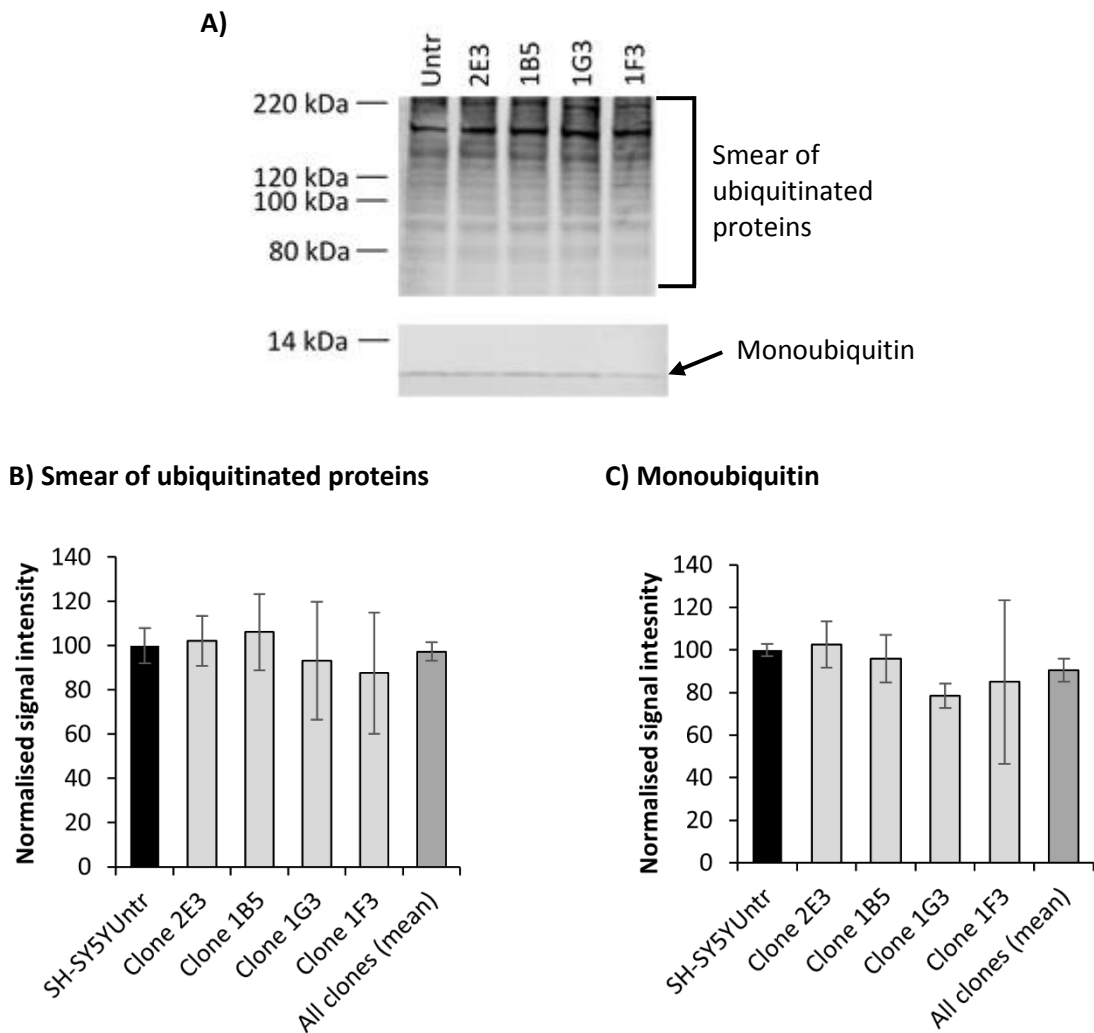 A)
Untr 2E3 1B5 1G3 1F3
220 kDa
120 kDa
100 kDa
80 kDa
Smear of
ubiquitinated
proteins
14 kDa
Monoubiquitin
B) Smear of ubiquitinated proteins
Normalised signal intensity
140
120
100
80
60
40
20
0
SH-SY5YUntr
Clone 2E3
Clone 1B5
Clone 1G3
Clone 1F3
All clones (mean)
C) Monoubiquitin
Normalised signal intesnity
140
120
100
80
60
40
20
0
SH-SY5YUntr
Clone 2E3
Clone 1B5
Clone 1G3
Clone 1F3
All clones (mean)